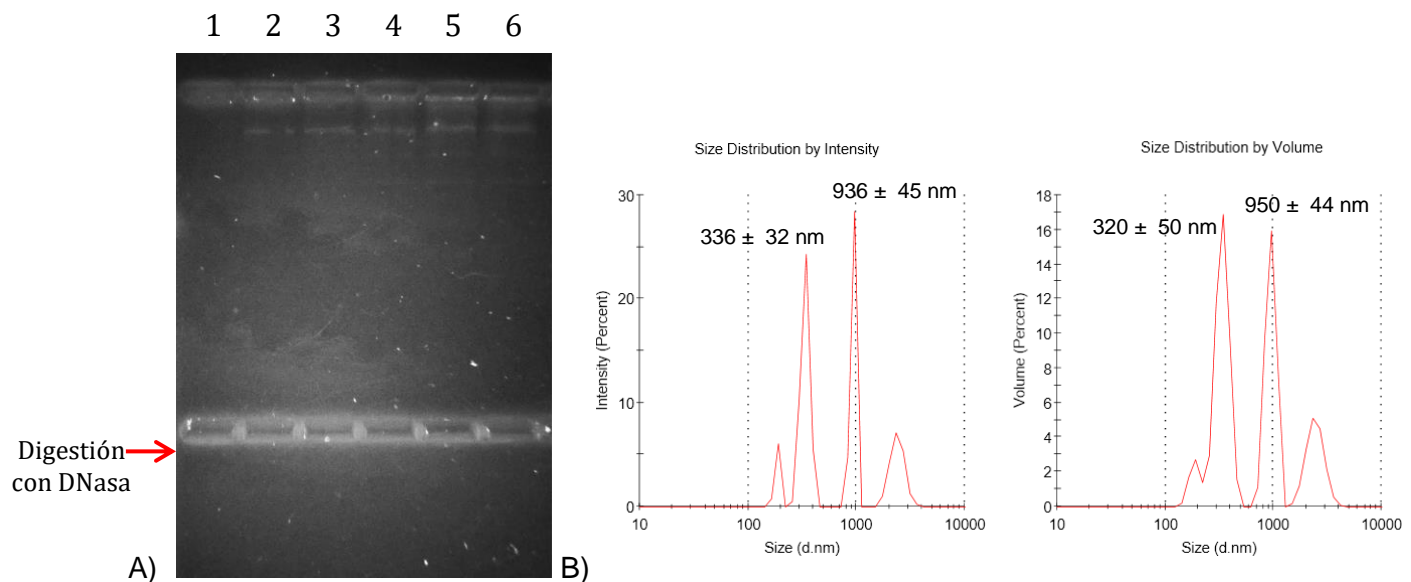 1 2 3 4 5 6
Digestión
con DNasa
A)
B)
Size Distribution by Intensity
336 ± 32 nm
936 ± 45 nm
30
20
10
0
Intensity (Percent)
10 100 1000 10000
Size (d.nm)
Size Distribution by Volume
320 ± 50 nm
950 ± 44 nm
18
16
14
12
10
8
6
4
2
0
Volume (Percent)
10 100 1000 10000
Size (d.nm)